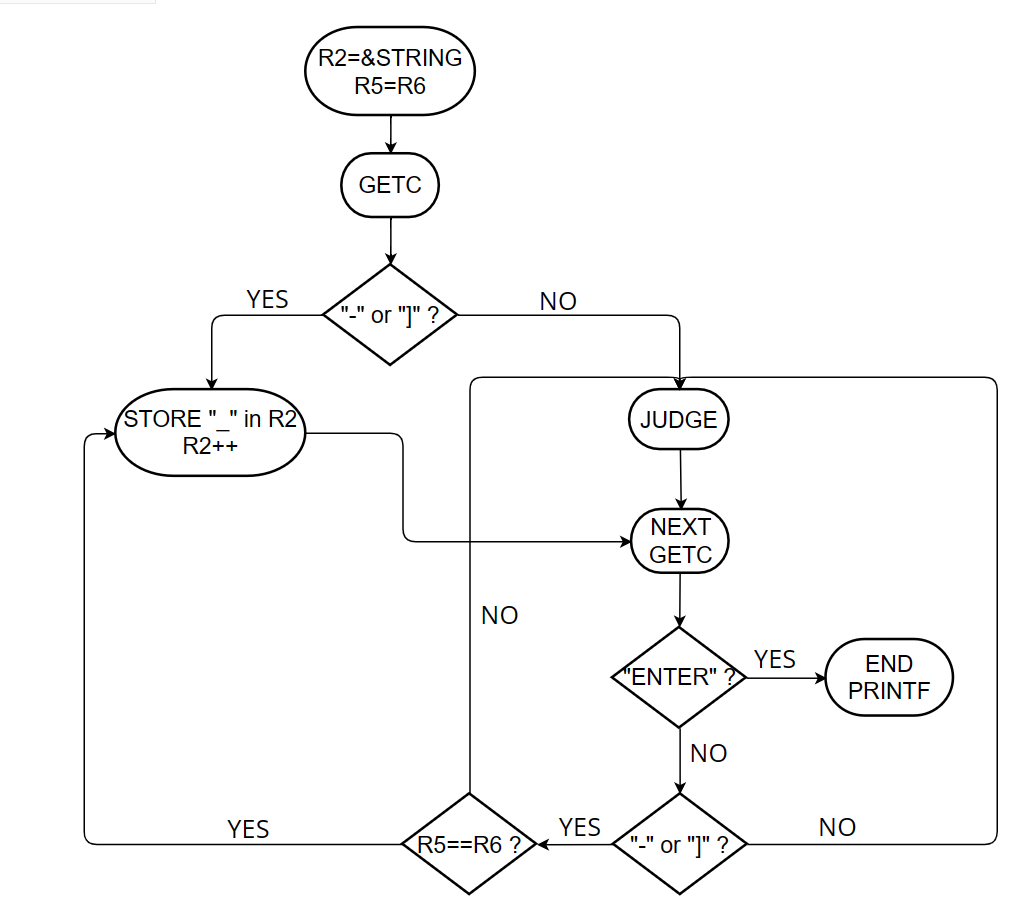 R2=&STRING
R5=R6
GETC
"-" or "]" ?
YES
NO
STORE "_" in R2
R2++
JUDGE
NEXT
GETC
NO
"ENTER" ?
YES
END
PRINTF
NO
"-" or "]" ?
YES
NO
R5==R6 ?
YES